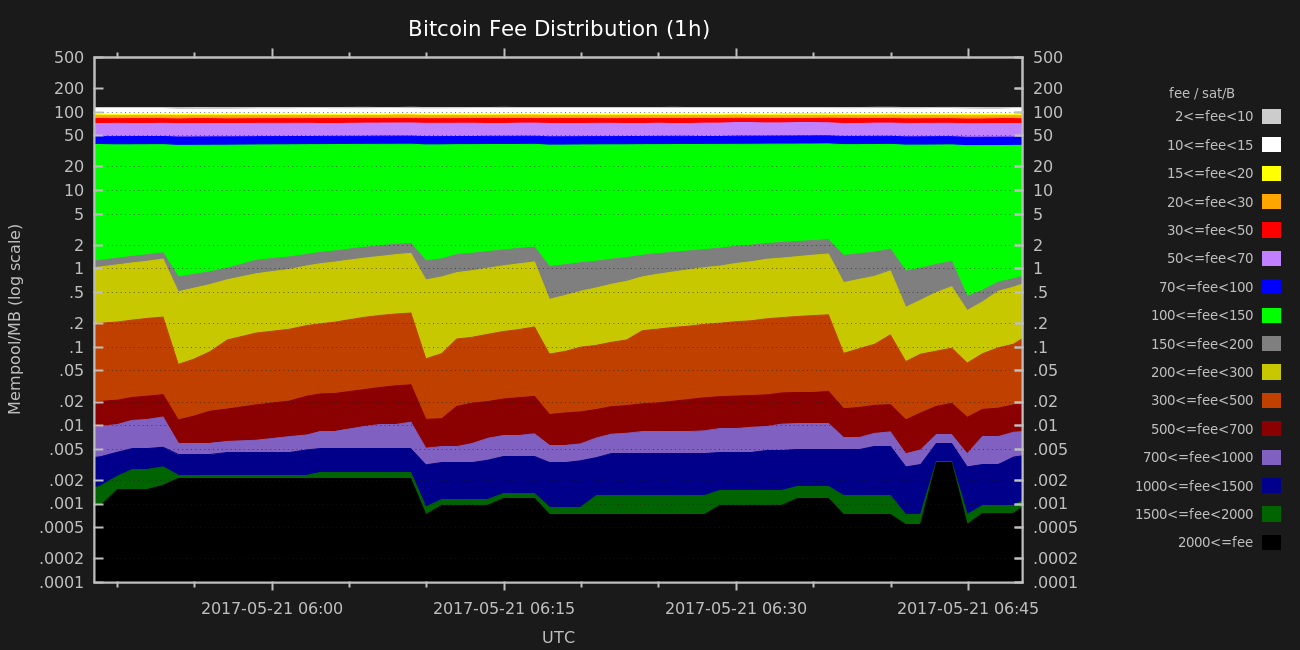 Bitcoin Fee Distribution (1h)
Mempool/MB (log scale)
500
200
100
50
20
10
5
2
1
.5
.2
.1
.05
.02
.01
.005
.002
.001
.0005
.0002
.0001
500
200
100
50
20
10
5
2
1
.5
.2
.1
.05
.02
.01
.005
.002
.001
.0005
.0002
.0001
2017-05-21 06:00
2017-05-21 06:15
2017-05-21 06:30
2017-05-21 06:45
UTC
fee / sat/B
2<=fee<10
10<=fee<15
15<=fee<20
20<=fee<30
30<=fee<50
50<=fee<70
70<=fee<100
100<=fee<150
150<=fee<200
200<=fee<300
300<=fee<500
500<=fee<700
700<=fee<1000
1000<=fee<1500
1500<=fee<2000
2000<=fee